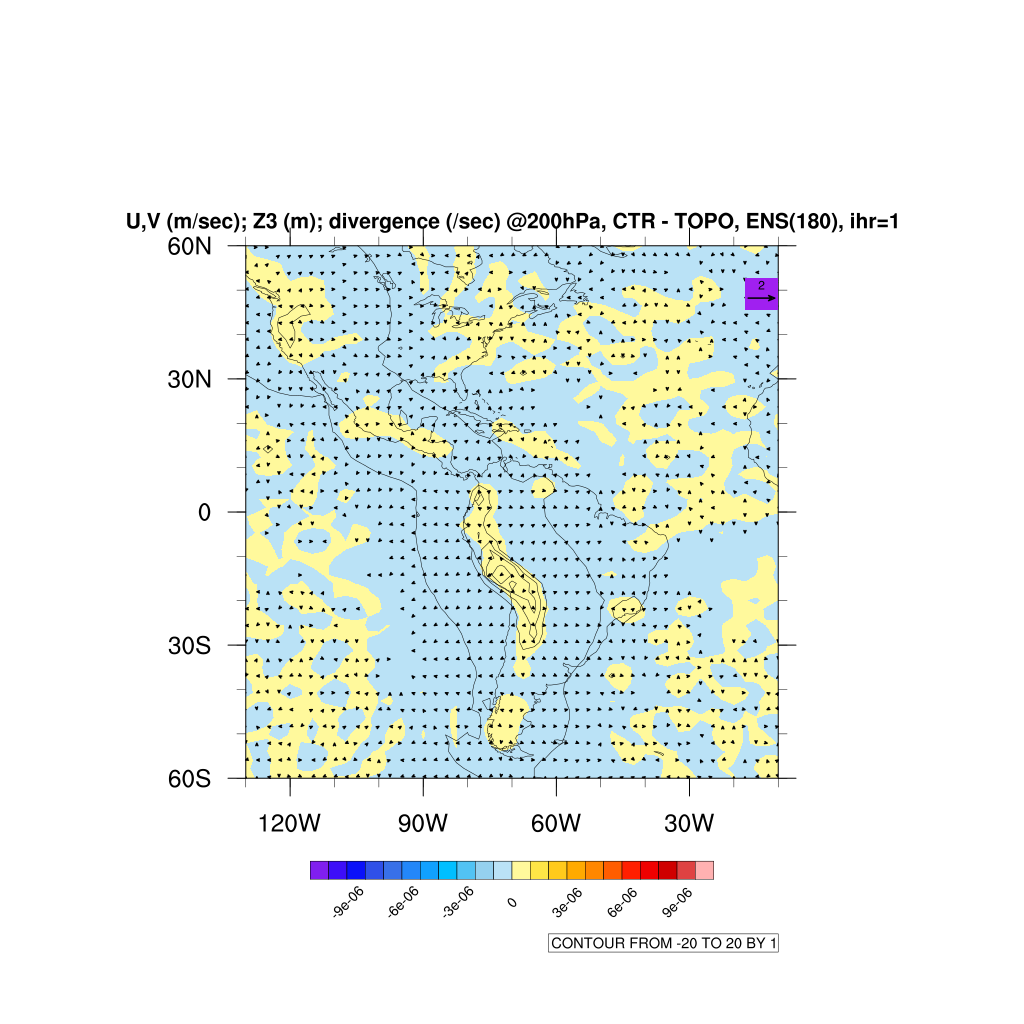 U,V (m/sec); Z3 (m); divergence (/sec) @200hPa, CTR - TOPO, ENS(180), ihr=1
60N
2
30N
0
30S
60S
120W 90W 60W 30W
-9e-06 -6e-06 -3e-06 0 3e-06 6e-06 9e-06
CONTOUR FROM -20 TO 20 BY 1